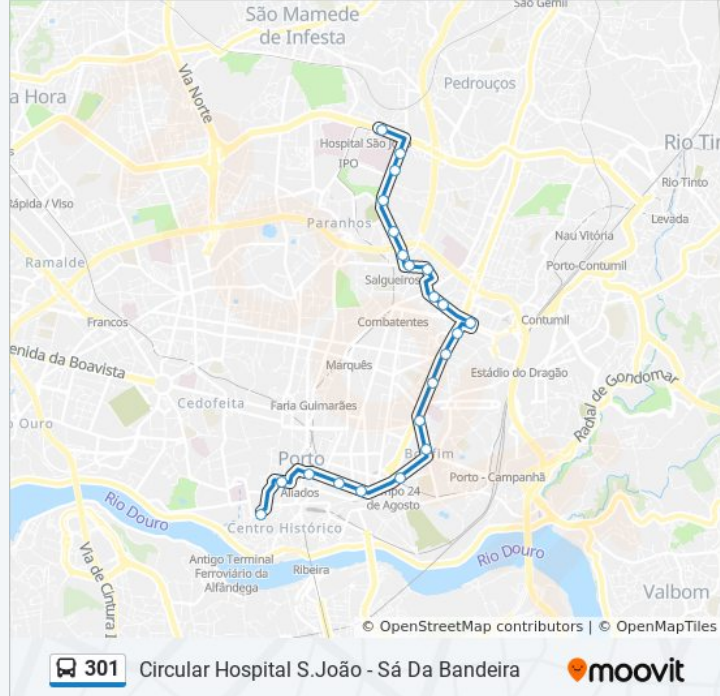 São Gemil
São Mamede
de Infesta
Via Norte
Pedrouços
a Hora
Hospital São Jo
IPO
Rio Tin
Rio Tinto
Levada
Rápida / VIso
Paranhos
Nau Vitória
Ramalde
Porto-Contumil
Salgueiros
Francos
Combatentes
Contumil
enida da Boavista
Marquês
Estádio do Dragão
Cedofeita
Faria Guimarães
Radial de Gondomar
o Ouro
Porto
Bonfim
Porto - Campanhã
Aliados
mpo 24
de Agosto
Rio Douro
Centro Histórico
Via de Cintura I
Antigo Terminal
Ferroviário da
Alfândega
Ribeira
Rio Douro
Valbom
© OpenStreetMap contributors | © OpenMapTiles
301 Circular Hospital S.João - Sá Da Bandeira
moovit